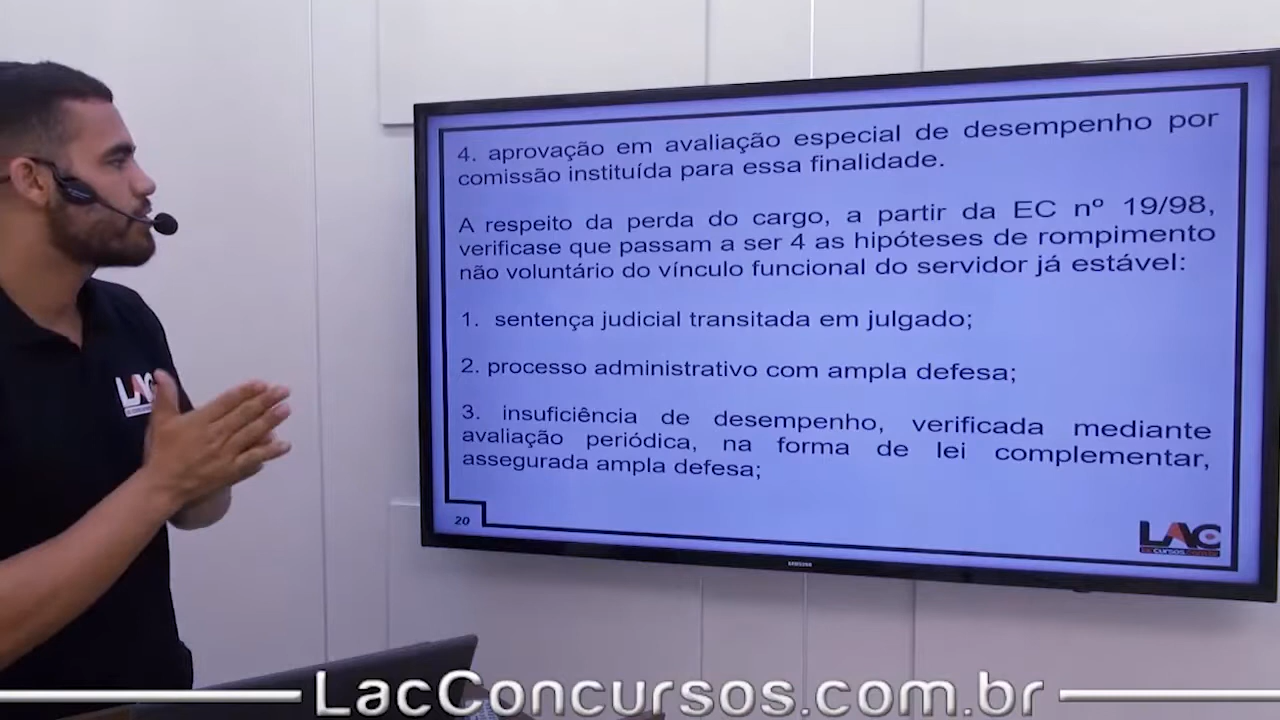 4. aprovação em avaliação especial de desempenho por
comissão instituída para essa finalidade.
A respeito da perda do cargo, a partir da EC nº 19/98,
verificase que passam a ser 4 as hipóteses de rompimento
não voluntário do vínculo funcional do servidor já estável:
1. sentença judicial transitada em julgado;
2. processo administrativo com ampla defesa;
3. insuficiência de desempenho, verificada mediante
avaliação periódica, na forma de lei complementar,
assegurada ampla defesa;
20
LAC
SAMSUNG
LAC
LacConcursos.com.br